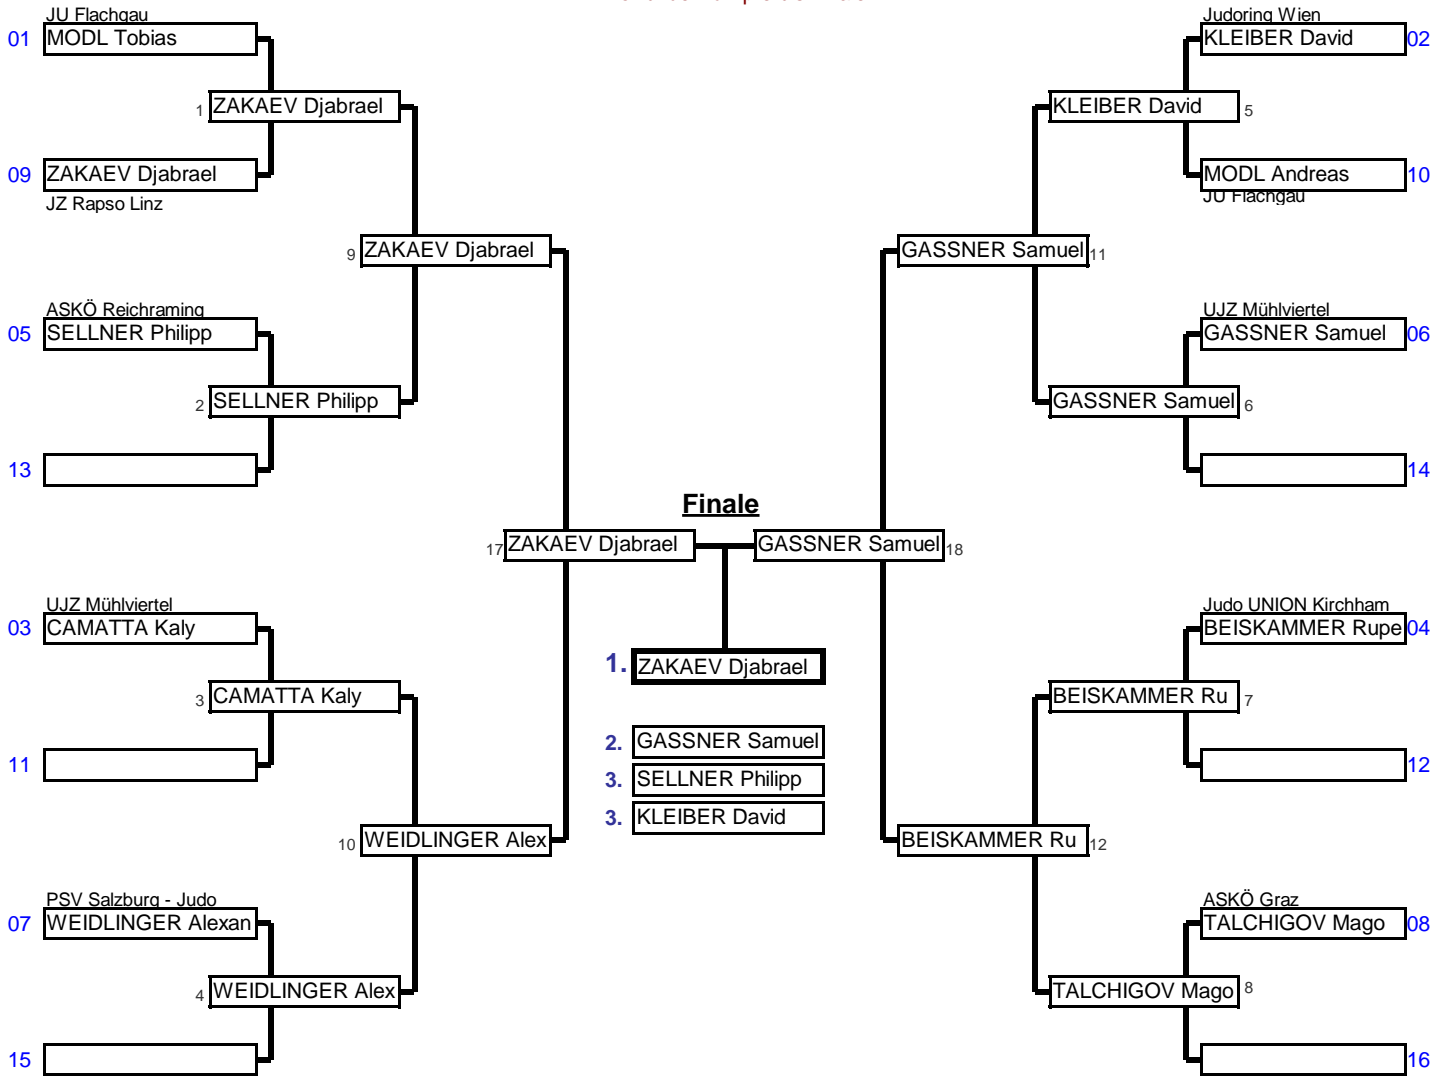 JU Flachgau
01 MODL Tobias
1 ZAKAEV Djabrael
09 ZAKAEV Djabrael
JZ Rapso Linz
9 ZAKAEV Djabrael
ASKÖ Reichraming
05 SELLNER Philipp
2 SELLNER Philipp
13
17 ZAKAEV Djabrael
UJZ Mühlviertel
03 CAMATTA Kaly
3 CAMATTA Kaly
11
10 WEIDLINGER Alex
PSV Salzburg - Judo
07 WEIDLINGER Alexan
4 WEIDLINGER Alex
15
Finale
1. ZAKAEV Djabrael
2. GASSNER Samuel
3. SELLNER Philipp
3. KLEIBER David
Judoring Wien
KLEIBER David 02
KLEIBER David 5
MODL Andreas 10
JU Flachgau
GASSNER Samuel 11
UJZ Mühlviertel
GASSNER Samuel 06
GASSNER Samuel 6
14
GASSNER Samuel 18
Judo UNION Kirchham
BEISKAMMER Rupe 04
BEISKAMMER Ru 7
12
BEISKAMMER Ru 12
ASKÖ Graz
TALCHIGOV Mago 08
TALCHIGOV Mago 8
16